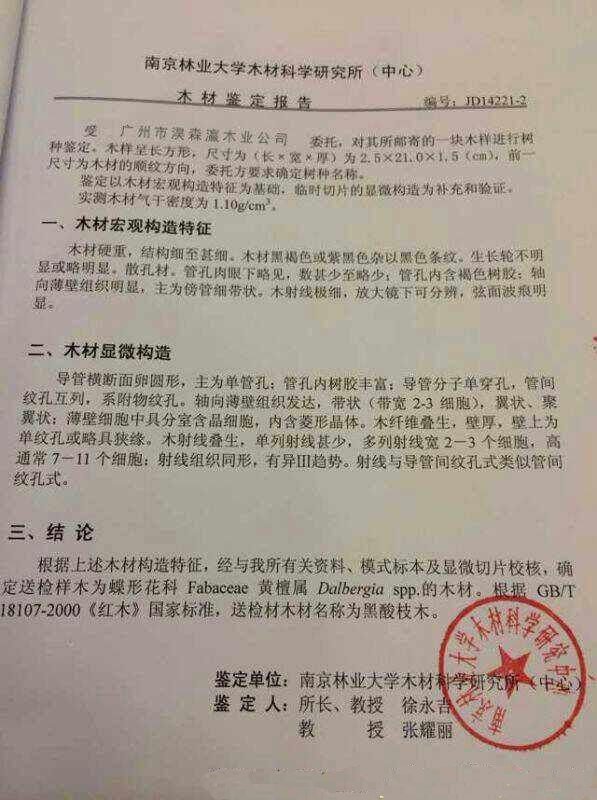 南京林业大学木材科学研究所（中心）
木材鉴定报告 编号：JD14221-2
受 广州市淏森瀛木业公司 委托，对其所邮寄的一块木样进行树
种鉴定。木样呈长方形，尺寸为（长×宽×厚）为 2.5×21.0×1.5（cm），前一
尺寸为木材的顺纹方向，委托方要求确定树种名称。
鉴定以木材宏观构造特征为基础，临时切片的显微构造为补充和验证。
实测木材气干密度为 1.10g/cm³。
一、木材宏观构造特征
木材硬重，结构细至甚细。木材黑褐色或紫黑色杂以黑色条纹。生长轮不明
显或略明显。散孔材。管孔肉眼下略见，数甚少至略少；管孔内含褐色树胶；轴
向薄壁组织明显，主为傍管细带状。木射线极细，放大镜下可分辨，弦面波痕明
显。
二、木材显微构造
导管横断面卵圆形，主为单管孔；管孔内树胶丰富；导管分子单穿孔，管间
纹孔互列，系附物纹孔。轴向薄壁组织发达，带状（带宽 2-3 细胞），翼状、聚
翼状；薄壁细胞中具分室含晶细胞，内含菱形晶体。木纤维叠生，壁厚，壁上为
单纹孔或略具狭缘。木射线叠生，单列射线甚少，多列射线宽 2－3 个细胞，高
通常 7－11 个细胞；射线组织同形，有异III趋势。射线与导管间纹孔式类似管间
纹孔式。
三、结 论
根据上述木材构造特征，经与我所有关资料、模式标本及显微切片校核，确
定送检样木为蝶形花科 Fabaceae 黄檀属 Dalbergia spp.的木材。根据 GB/T
18107-2000《红木》国家标准，送检材木材名称为黑酸枝木。
鉴定单位：南京林业大学木材科学研究所（中心）
鉴 定 人：所长、教授 徐永吉
教 授 张耀丽